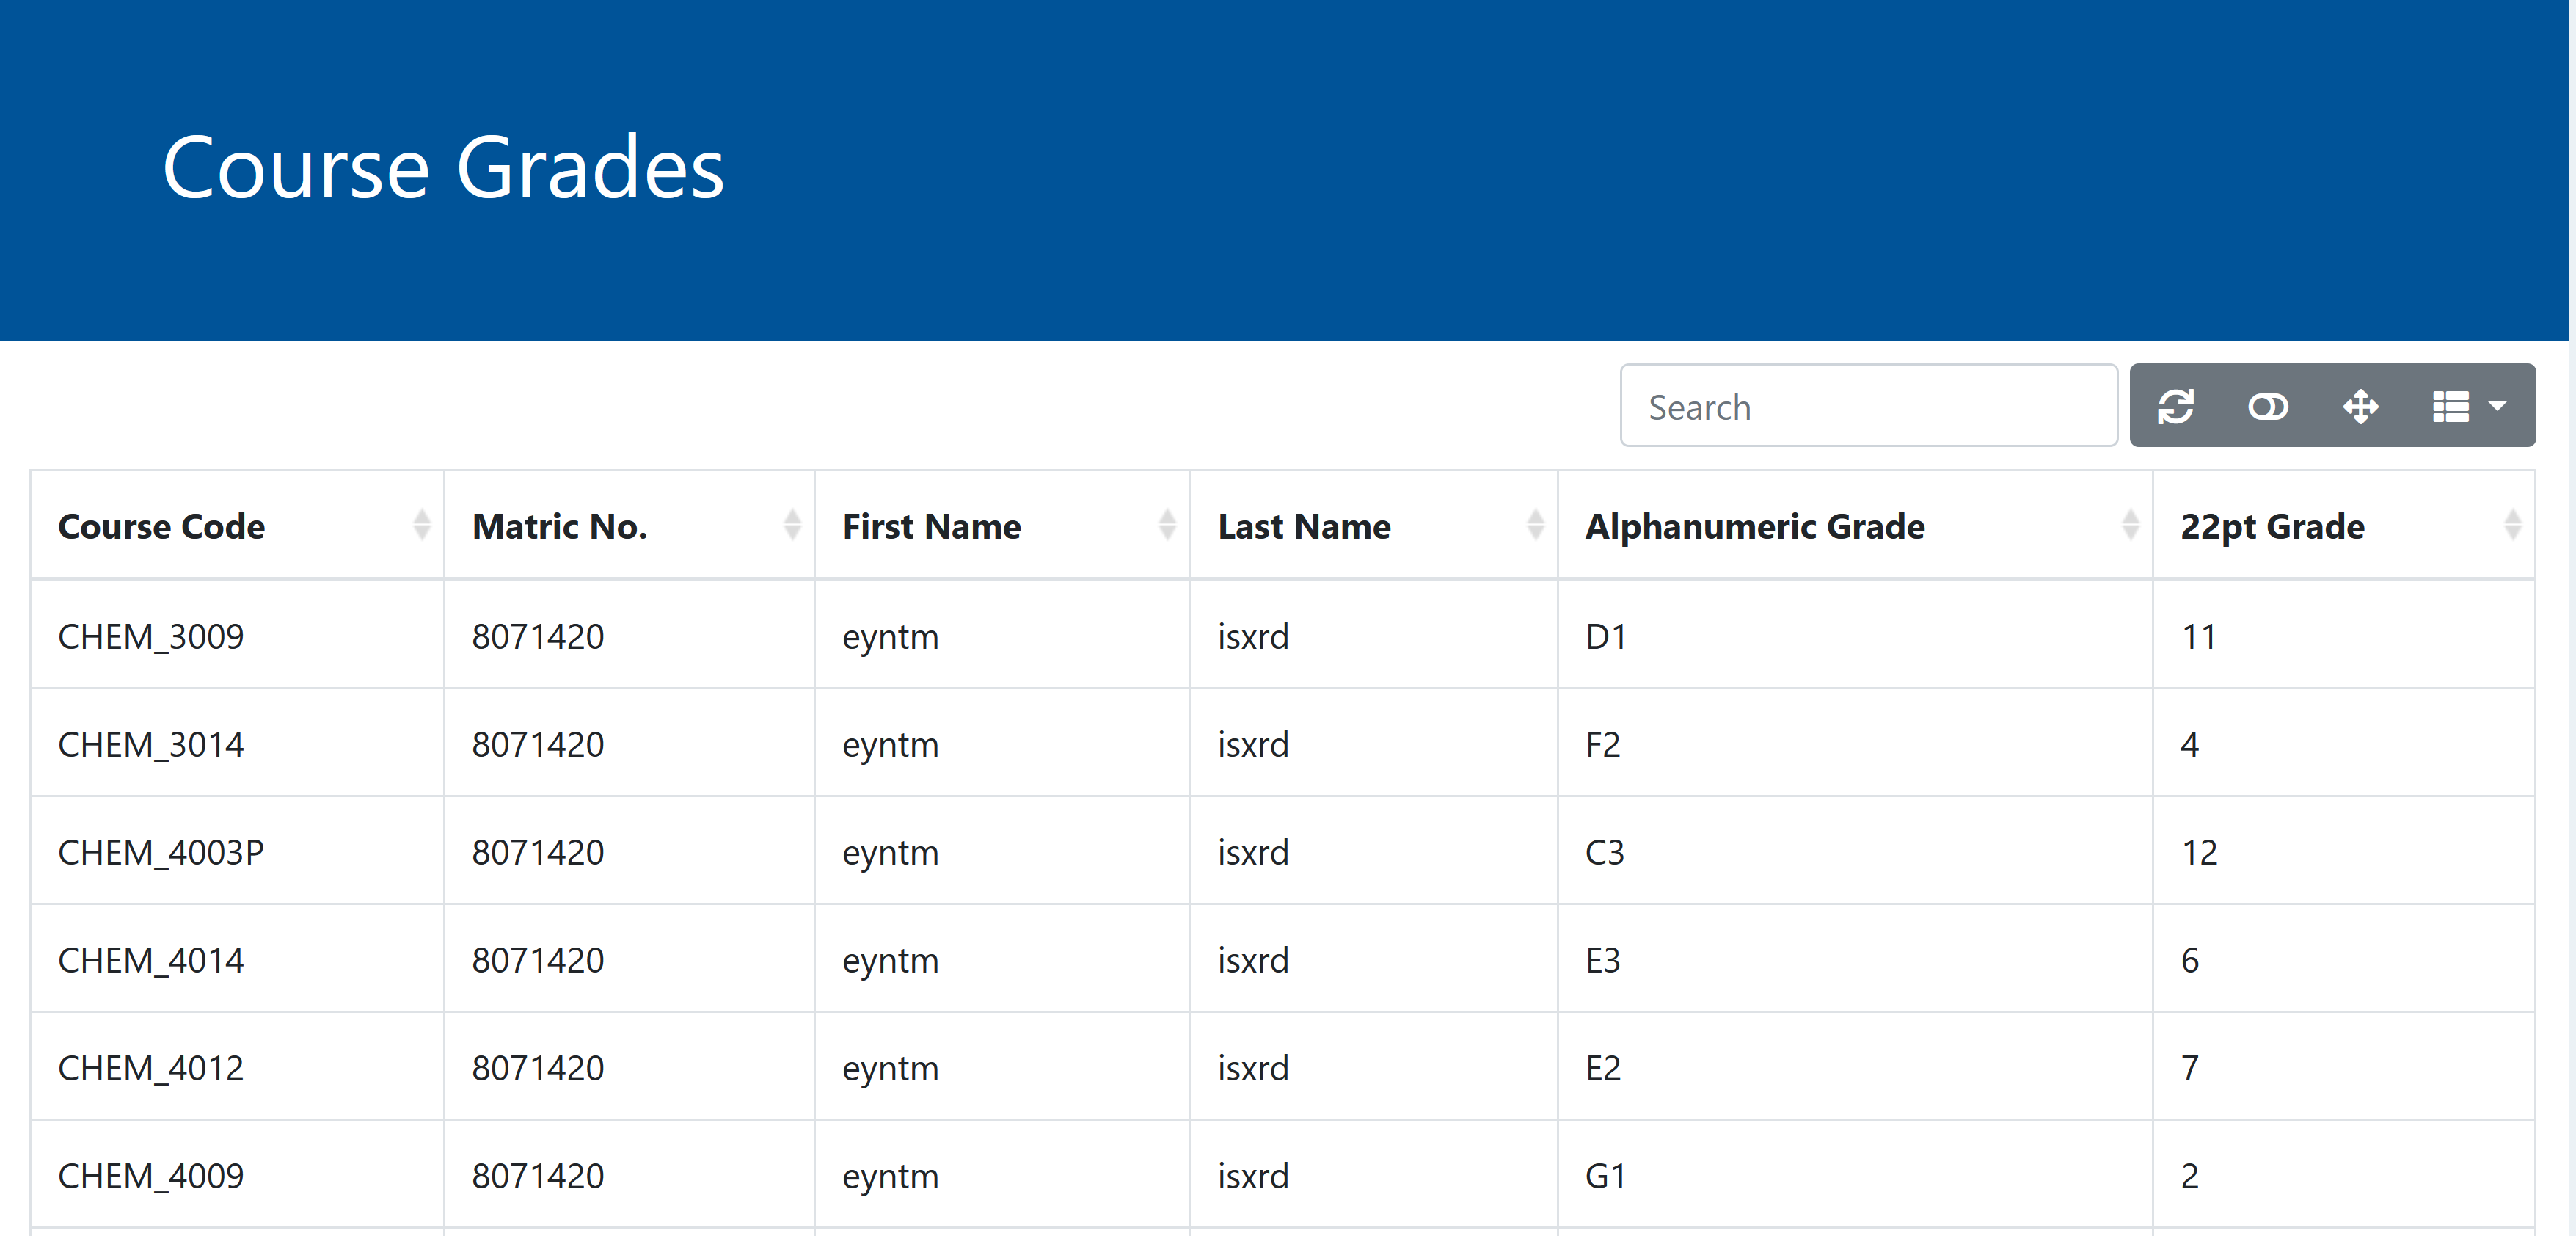 Course Grades
Search
Course Code Matric No. First Name Last Name Alphanumeric Grade 22pt Grade
CHEM_3009 8071420 eyntm isxrd D1 11
CHEM_3014 8071420 eyntm isxrd F2 4
CHEM_4003P 8071420 eyntm isxrd C3 12
CHEM_4014 8071420 eyntm isxrd E3 6
CHEM_4012 8071420 eyntm isxrd E2 7
CHEM_4009 8071420 eyntm isxrd G1 2